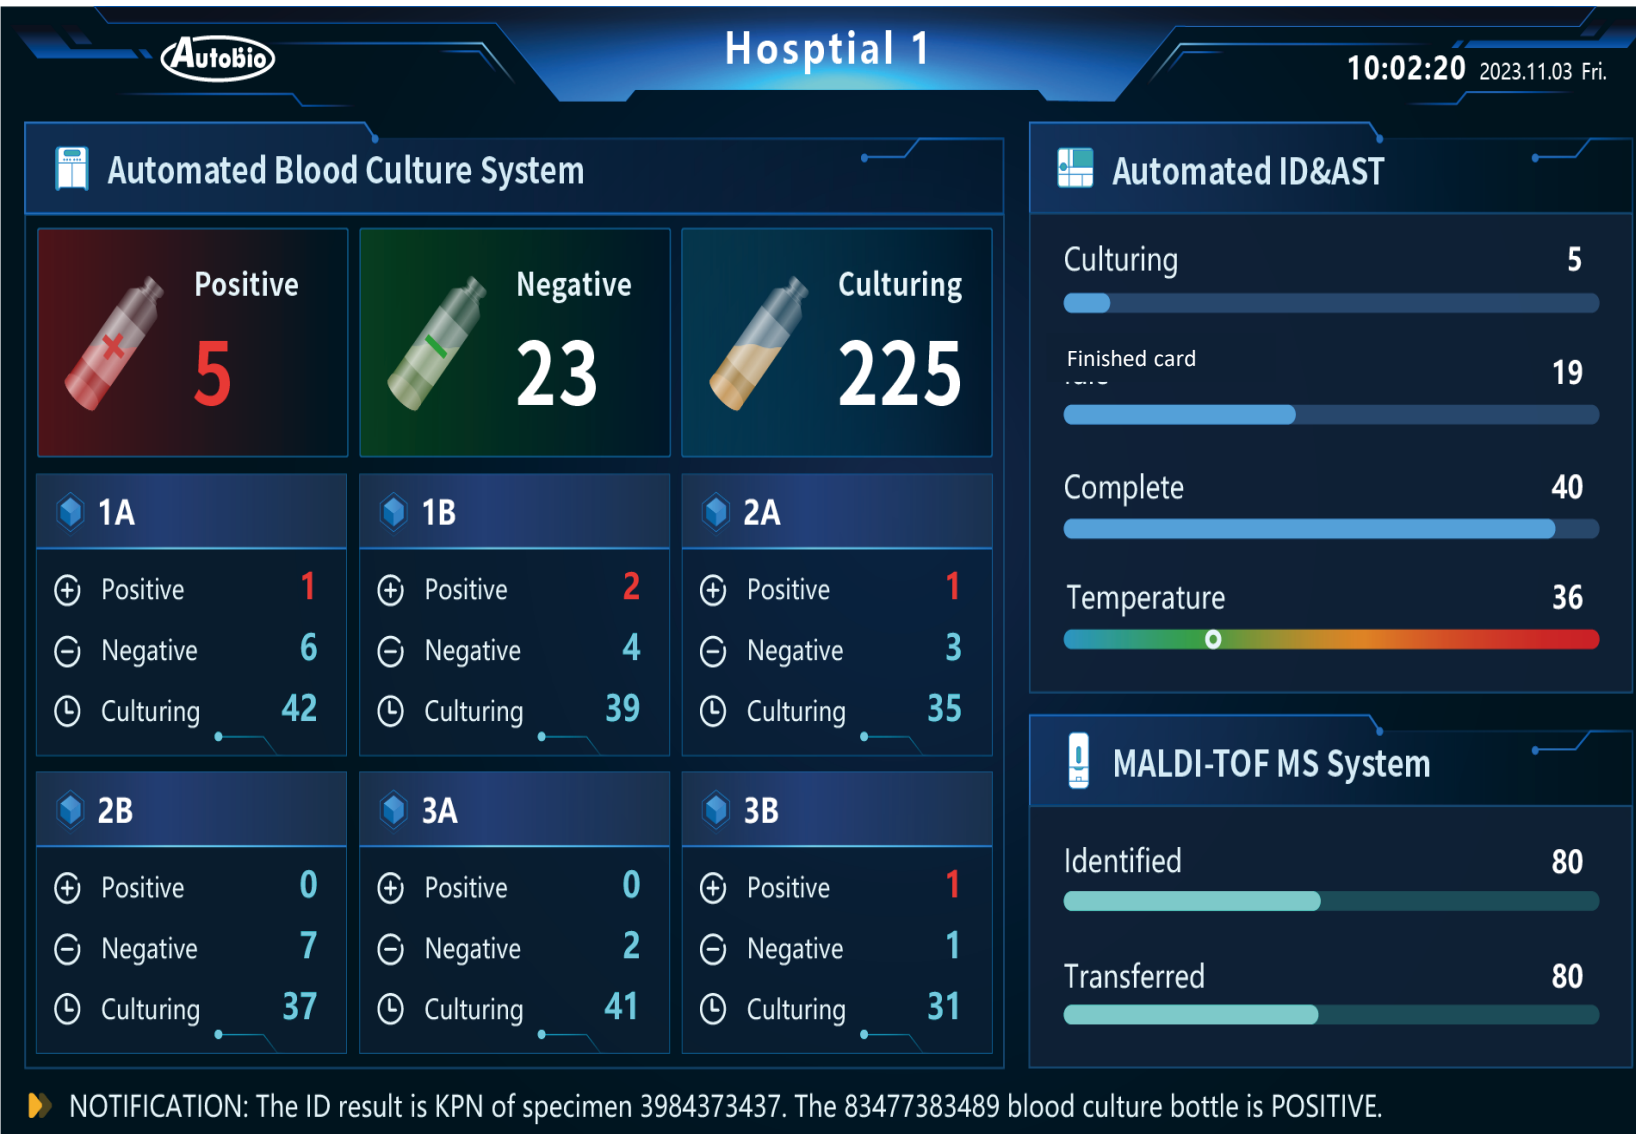 Autobio
Hosptial 1
10:02:20 2023.11.03 Fri.
Automated Blood Culture System
Positive
5
Negative
23
Culturing
225
1A
Positive 1
Negative 6
Culturing 42
1B
Positive 2
Negative 4
Culturing 39
2A
Positive 1
Negative 3
Culturing 35
2B
Positive 0
Negative 7
Culturing 37
3A
Positive 0
Negative 2
Culturing 41
3B
Positive 1
Negative 1
Culturing 31
Automated ID&AST
Culturing 5
Finished card 19
Complete 40
Temperature 36
MALDI-TOF MS System
Identified 80
Transferred 80
NOTIFICATION: The ID result is KPN of specimen 3984373437. The 83477383489 blood culture bottle is POSITIVE.